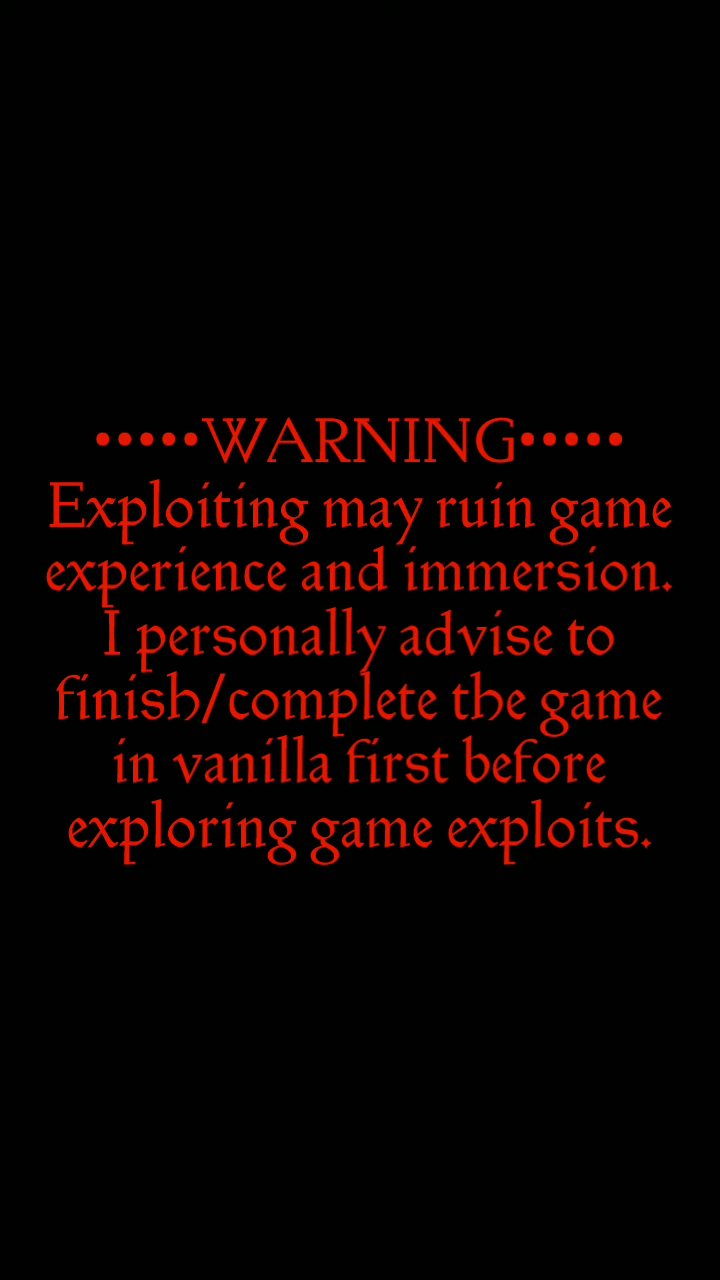 •••••WARNING•••••
Exploiting may ruin game
experience and immersion.
I personally advise to
finish/complete the game
in vanilla first before
exploring game exploits.